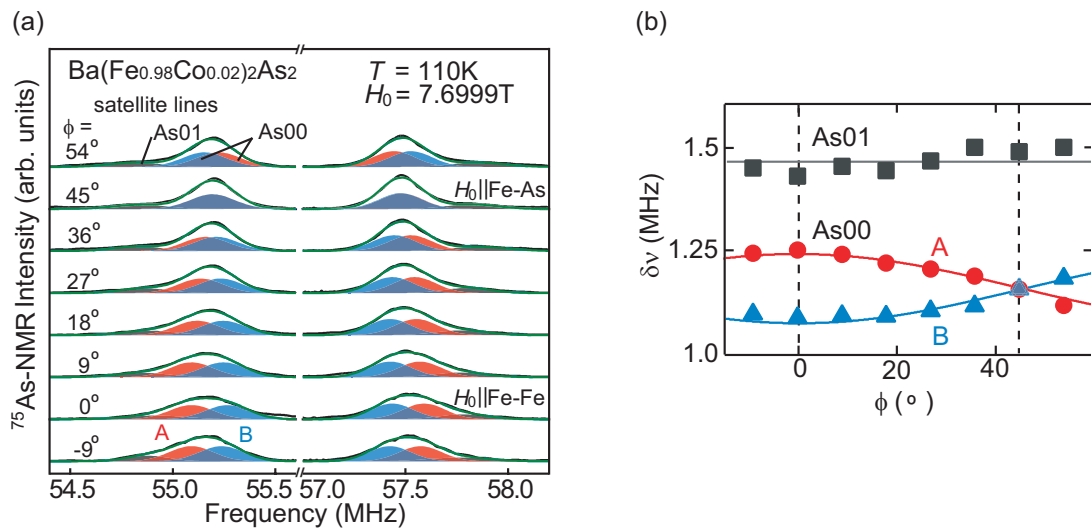 (a)
Ba(Fe0.98Co0.02)2As2
T = 110K
H0 = 7.6999T
satellite lines
As01
As00
ϕ =
54°
45°
H0||Fe-As
36°
27°
18°
9°
0°
H0||Fe-Fe
-9°
A
B
54.5 55.0 55.5 57.0 57.5 58.0
Frequency (MHz)
75As-NMR Intensity (arb. units)
(b)
As01
As00
A
B
1.5
1.25
1.0
δν (MHz)
0 20 40
ϕ (°)